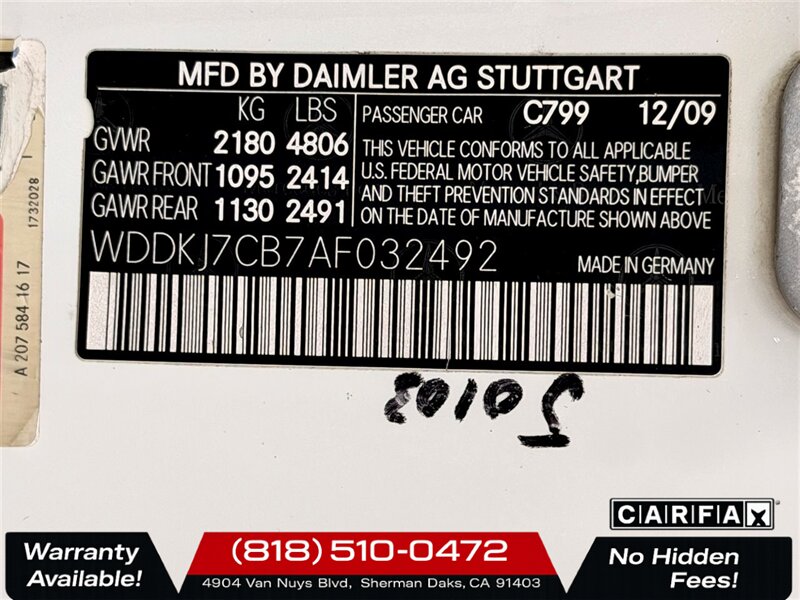 MFD BY DAIMLER AG STUTTGART
KG LBS
GVWR 2180 4806
GAWR FRONT 1095 2414
GAWR REAR 1130 2491
PASSENGER CAR C799 12/09
THIS VEHICLE CONFORMS TO ALL APPLICABLE
U.S. FEDERAL MOTOR VEHICLE SAFETY,BUMPER
AND THEFT PREVENTION STANDARDS IN EFFECT
ON THE DATE OF MANUFACTURE SHOWN ABOVE
WDDKJ7CB7AF032492
MADE IN GERMANY
A 207 584 16 17
1732028
CARFAX
Warranty
Available!
(818) 510-0472
4904 Van Nuys Blvd, Sherman Daks, CA 91403
No Hidden
Fees!